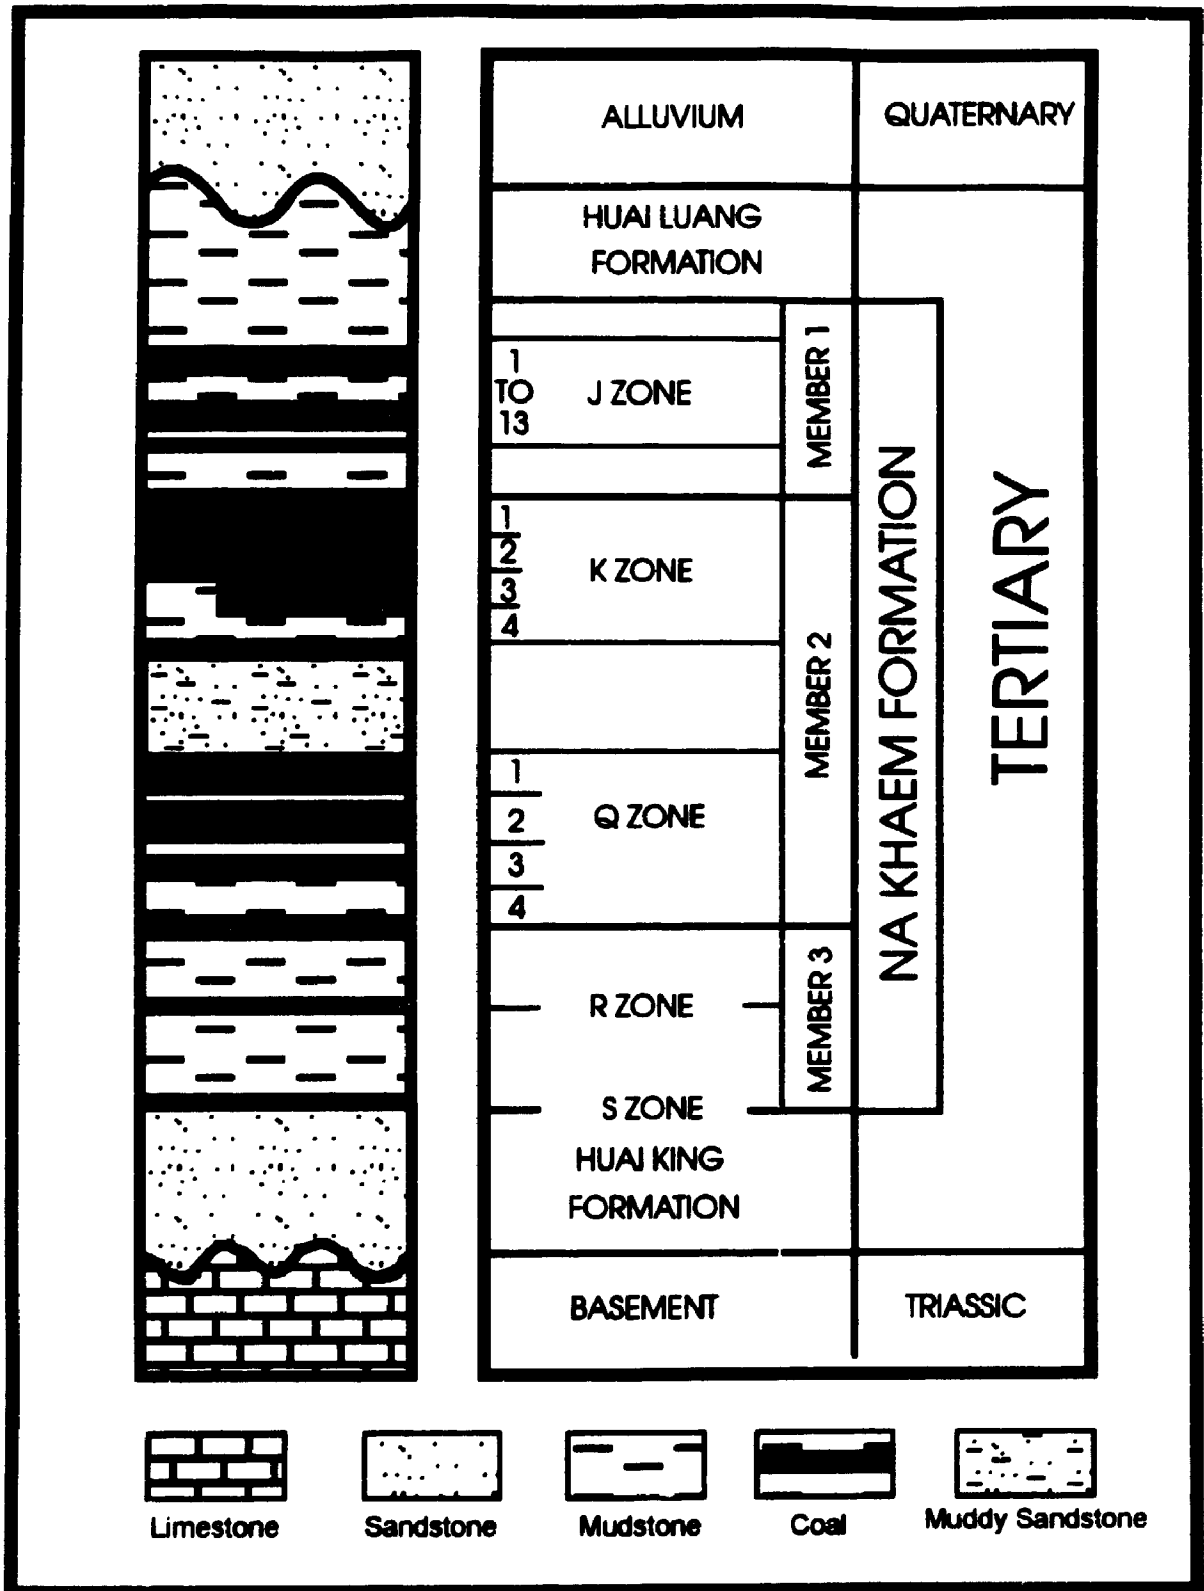 ALLUVIUM
QUATERNARY
HUAI LUANG
FORMATION
1
TO
13
J ZONE
MEMBER 1
1
2
3
4
K ZONE
MEMBER 2
1
2
3
4
Q ZONE
R ZONE
MEMBER 3
S ZONE
NA KHAEM FORMATION
TERTIARY
HUAI KING
FORMATION
BASEMENT
TRIASSIC
Limestone
Sandstone
Mudstone
Coal
Muddy Sandstone